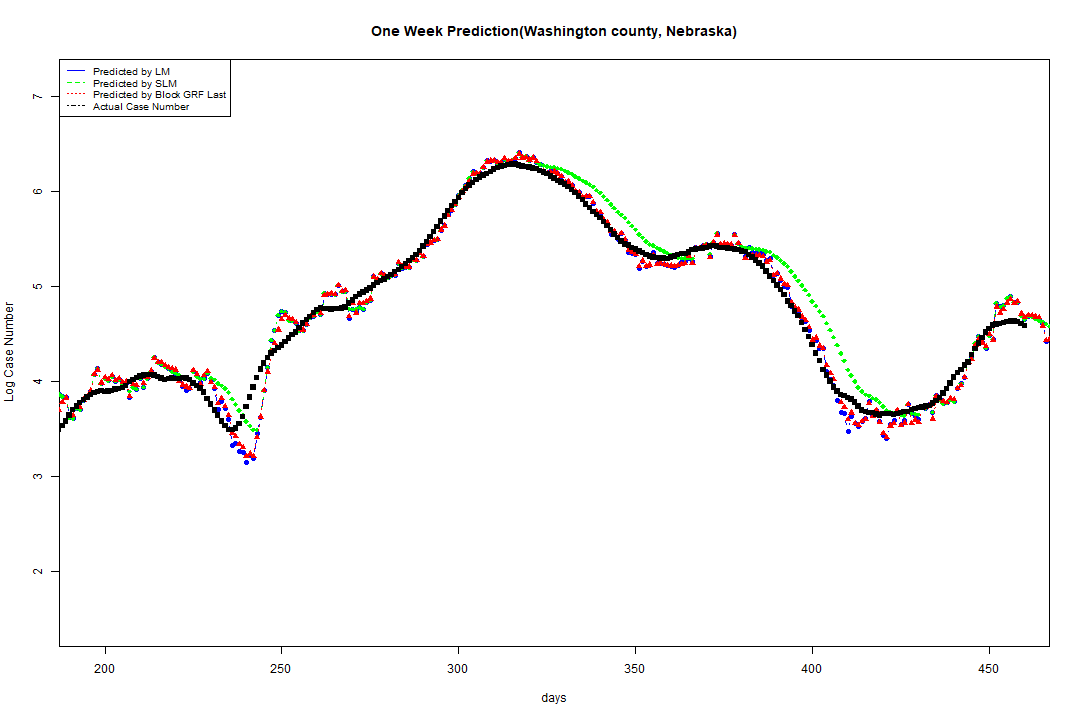 One Week Prediction(Washington county, Nebraska)
Predicted by LM
Predicted by SLM
Predicted by Block GRF Last
Actual Case Number
7
6
5
4
3
2
Log Case Number
200 250 300 350 400 450
days